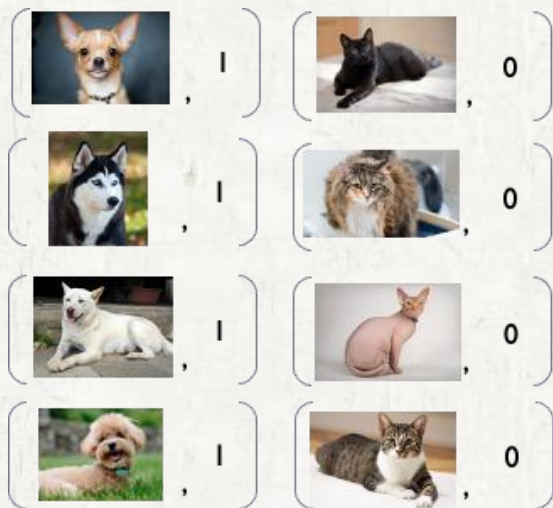 ( , 1 ) ( , 0 )
( , 1 ) ( , 0 )
( , 1 ) ( , 0 )
( , 1 ) ( , 0 )